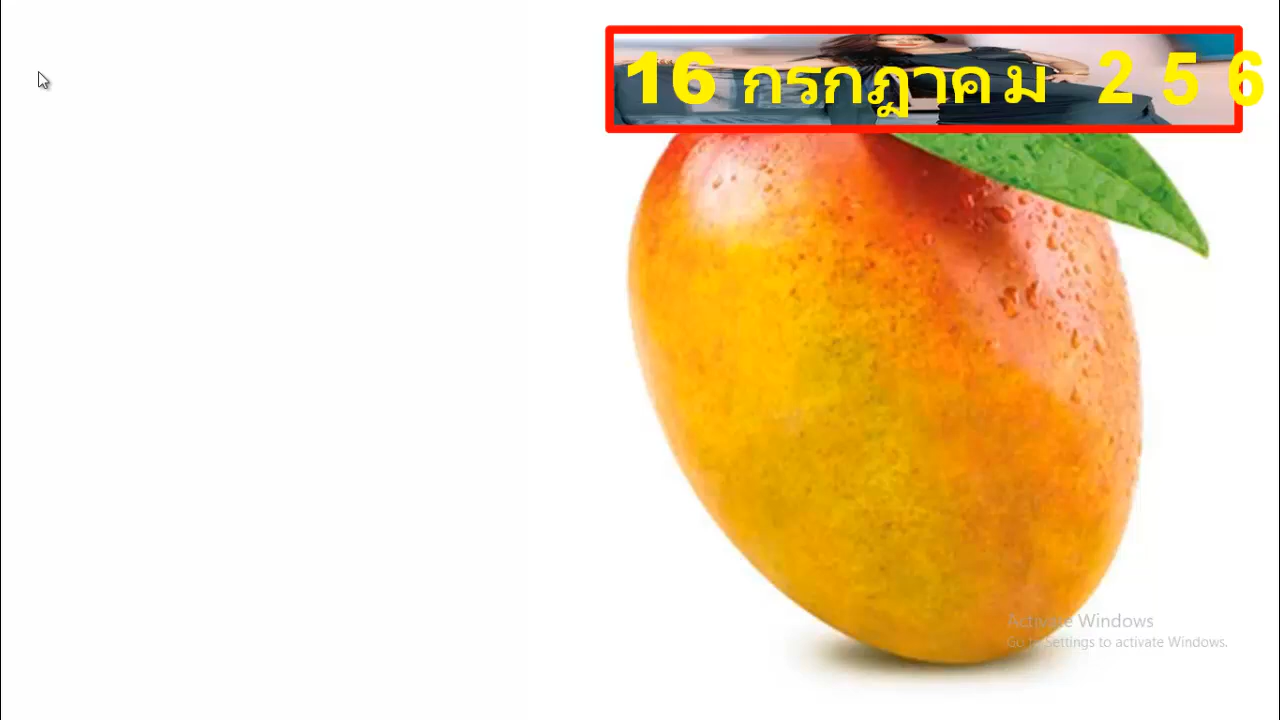 16 กรกฎาคม 2 5 6
Activate Windows
Go to Settings to activate Windows.